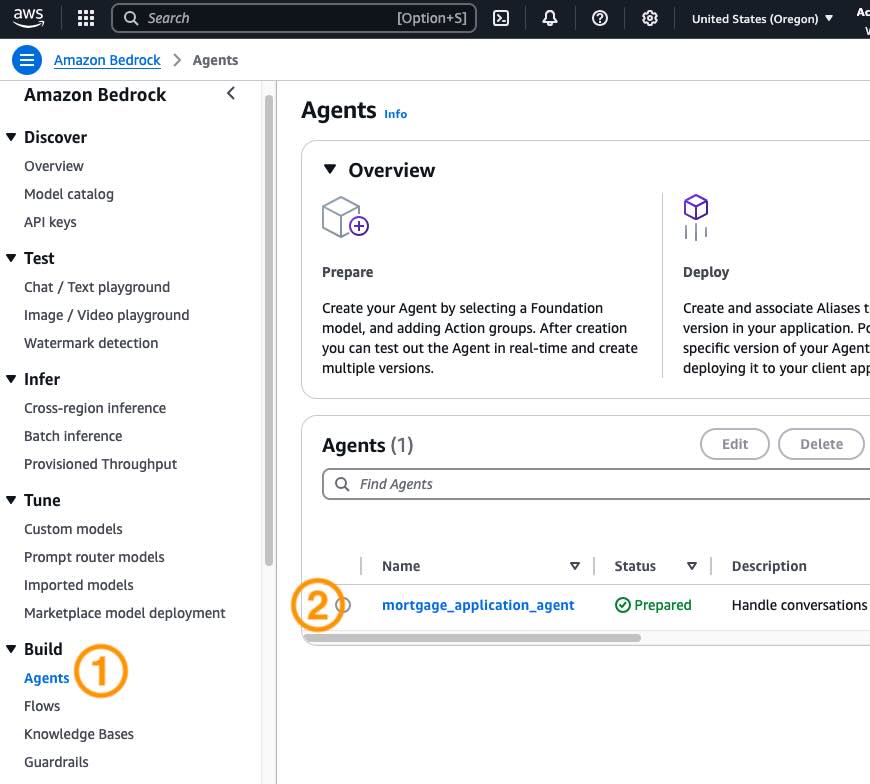 aws
Search [Option+S]
United States (Oregon)
Amazon Bedrock > Agents
Amazon Bedrock
Discover
Overview
Model catalog
API keys
Test
Chat / Text playground
Image / Video playground
Watermark detection
Infer
Cross-region inference
Batch inference
Provisioned Throughput
Tune
Custom models
Prompt router models
Imported models
Marketplace model deployment
Build
Agents
1
Flows
Knowledge Bases
Guardrails
Agents Info
Overview
Prepare
Create your Agent by selecting a Foundation
model, and adding Action groups. After creation
you can test out the Agent in real-time and create
multiple versions.
Deploy
Create and associate Aliases
version in your application.
specific version of your Agent
deploying it to your client
Agents (1)
Edit
Delete
Find Agents
Name Status Description
2
mortgage_application_agent Prepared Handle conversations